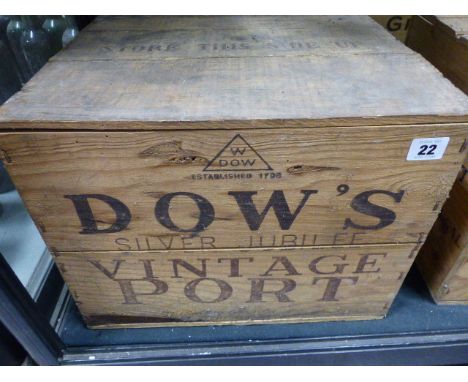 STORE THIS SIDE UP
22
W
DOW
ESTABLISHED 1798
DOW'S
SILVER JUBILEE
VINTAGE
PORT